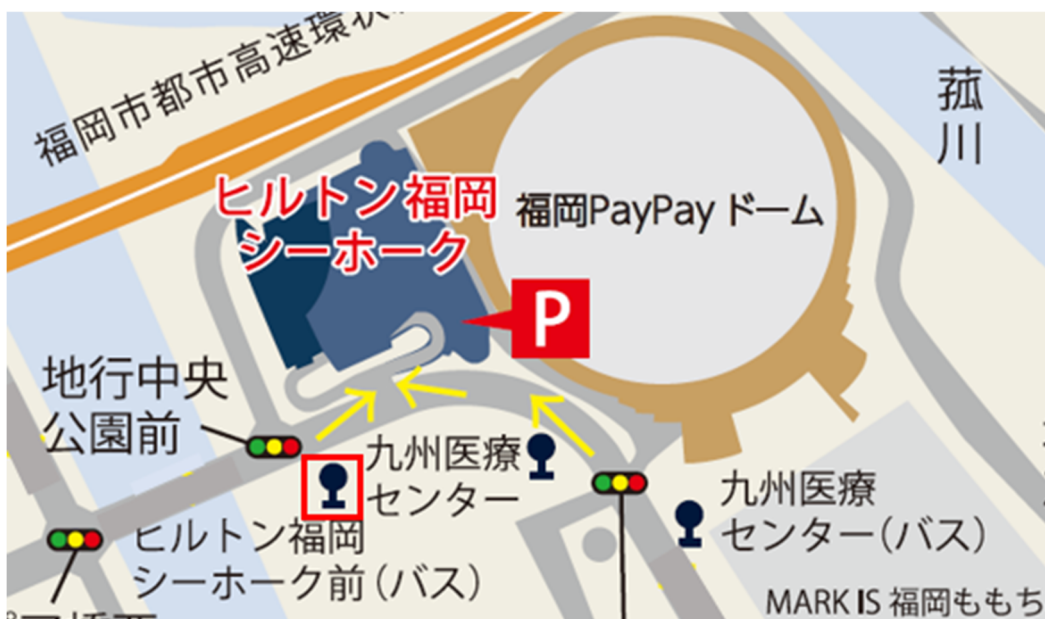 福岡市都市高速環状
菰川
ヒルトン福岡
シーホーク
福岡PayPayドーム
P
地行中央
公園前
九州医療
センター
九州医療
センター(バス)
ヒルトン福岡
シーホーク前(バス)
MARK IS 福岡ももち